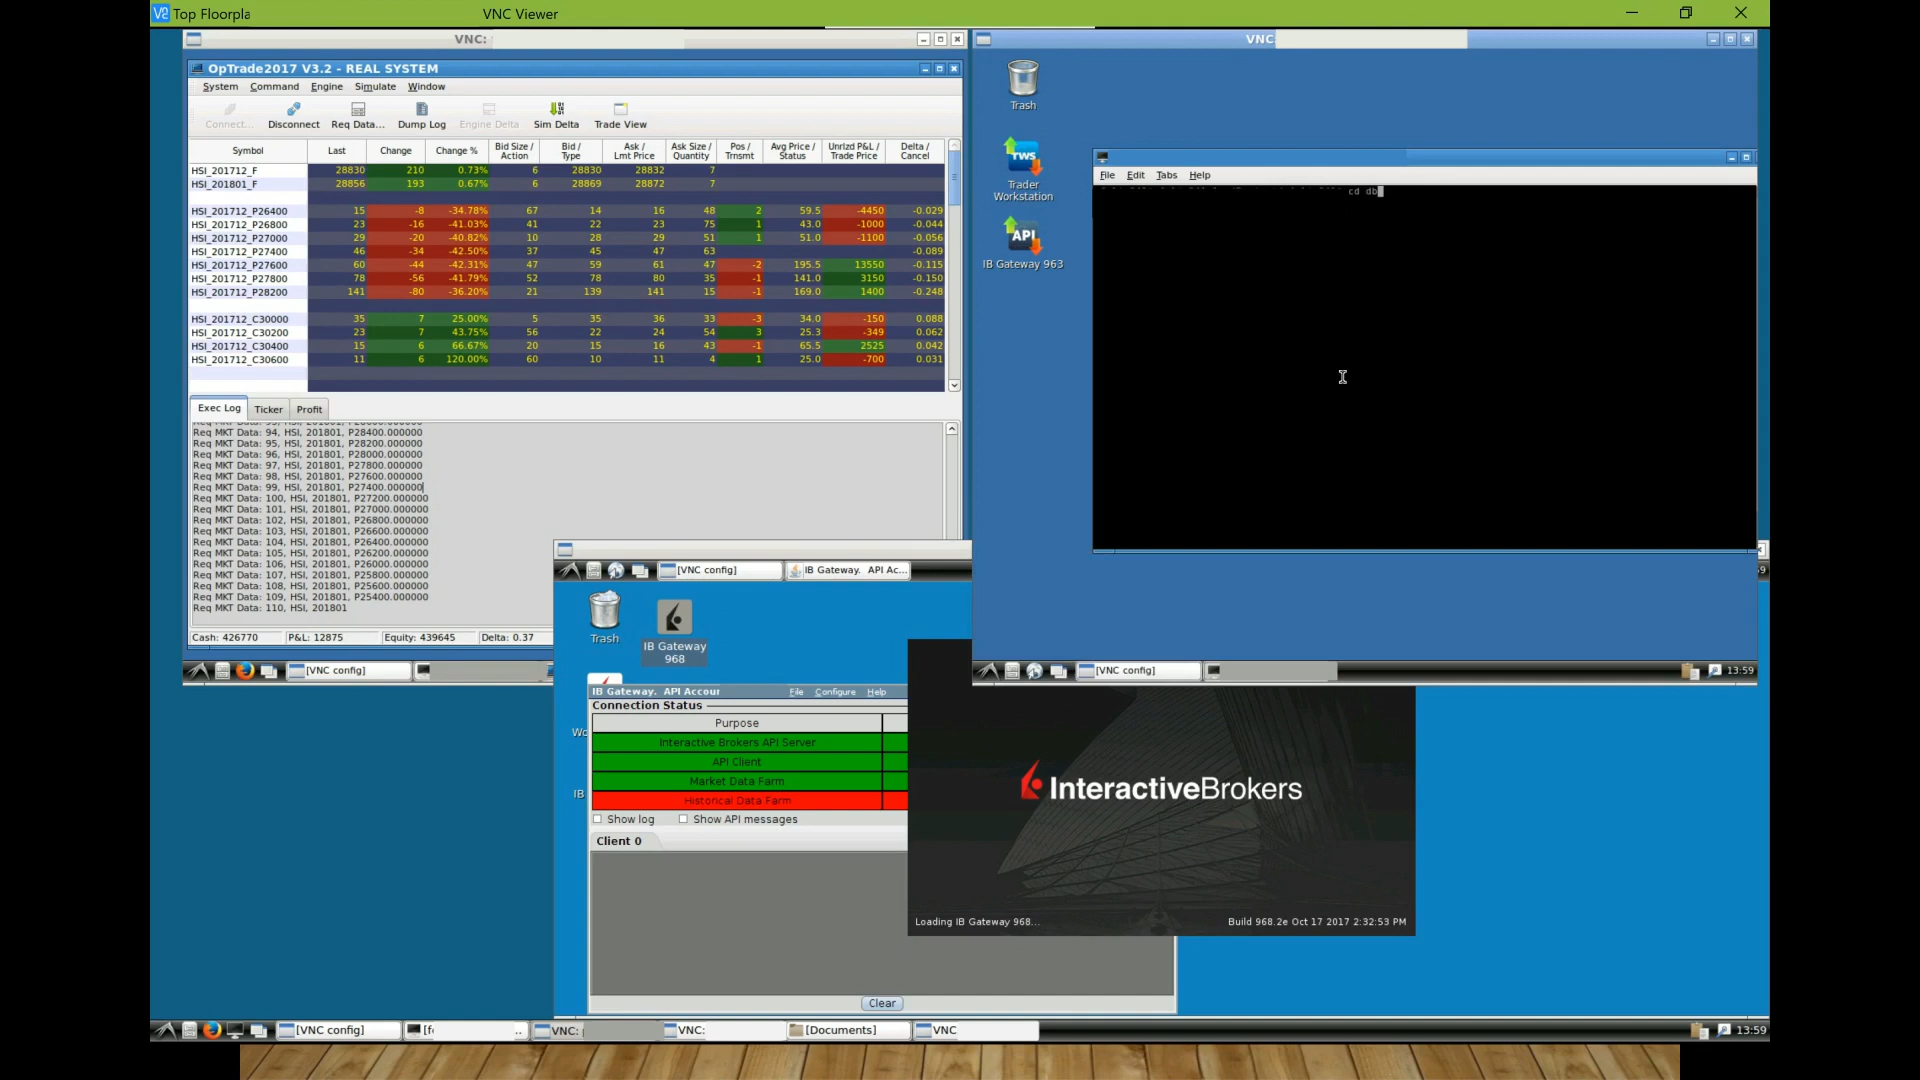 Top Floorpla
VNC Viewer
VNC:
OpTrade2017 V3.2 - REAL SYSTEM
System Command Engine Simulate Window
Connect... Disconnect Req Data... Dump Log Engine Delta Sim Delta Trade View
Symbol Last Change Change % Bid Size / Action Bid / Type Ask / Lmt Price Ask Size / Quantity Pos / Trnsmt Avg Price / Status Unrlzd P&L / Trade Price Delta / Cancel
HSI_201712_F 28830 210 0.73% 6 28830 28832 7
HSI_201801_F 28856 193 0.67% 6 28869 28872 7
HSI_201712_P26400 15 -8 -34.78% 67 14 16 48 2 59.5 -4450 -0.029
HSI_201712_P26800 23 -16 -41.03% 41 22 23 75 1 43.0 -1000 -0.044
HSI_201712_P27000 29 -20 -40.82% 10 28 29 51 1 51.0 -1100 -0.056
HSI_201712_P27400 46 -34 -42.50% 37 45 47 63 -0.089
HSI_201712_P27600 60 -44 -42.31% 47 59 61 47 -2 195.5 13550 -0.115
HSI_201712_P27800 78 -56 -41.79% 52 78 80 35 -1 141.0 3150 -0.150
HSI_201712_P28200 141 -80 -36.20% 21 139 141 15 -1 169.0 1400 -0.248
HSI_201712_C30000 35 7 25.00% 5 35 36 33 -3 34.0 -150 0.088
HSI_201712_C30200 23 7 43.75% 56 22 24 54 3 25.3 -349 0.062
HSI_201712_C30400 15 6 66.67% 20 15 16 43 -1 65.5 2525 0.042
HSI_201712_C30600 11 6 120.00% 60 10 11 4 1 25.0 -700 0.031
Exec Log Ticker Profit
Req MKT Data: 94, HSI, 201801, P28400.000000
Req MKT Data: 95, HSI, 201801, P28200.000000
Req MKT Data: 96, HSI, 201801, P28000.000000
Req MKT Data: 97, HSI, 201801, P27800.000000
Req MKT Data: 98, HSI, 201801, P27600.000000
Req MKT Data: 99, HSI, 201801, P27400.000000
Req MKT Data: 100, HSI, 201801, P27200.000000
Req MKT Data: 101, HSI, 201801, P27000.000000
Req MKT Data: 102, HSI, 201801, P26800.000000
Req MKT Data: 103, HSI, 201801, P26600.000000
Req MKT Data: 104, HSI, 201801, P26400.000000
Req MKT Data: 105, HSI, 201801, P26200.000000
Req MKT Data: 106, HSI, 201801, P26000.000000
Req MKT Data: 107, HSI, 201801, P25800.000000
Req MKT Data: 108, HSI, 201801, P25600.000000
Req MKT Data: 109, HSI, 201801, P25400.000000
Req MKT Data: 110, HSI, 201801
Cash: 426770 P&L: 12875 Equity: 439645 Delta: 0.37
[VNC config]
VNC
Trash
TWS
Trader
Workstation
API
IB Gateway 963
File Edit Tabs Help
cd db
[VNC config]
13:59
[VNC config] IB Gateway. API Ac...
Trash
IB Gateway
968
Wo
IB
IB Gateway. API Accour File Configure Help
Connection Status
Purpose
Interactive Brokers API Server
API Client
Market Data Farm
Historical Data Farm
Show log Show API messages
Client 0
Clear
InteractiveBrokers
Loading IB Gateway 968...
Build 968.2e Oct 17 2017 2:32:53 PM
[VNC config] [f .. VNC: VNC: [Documents] VNC
13:59